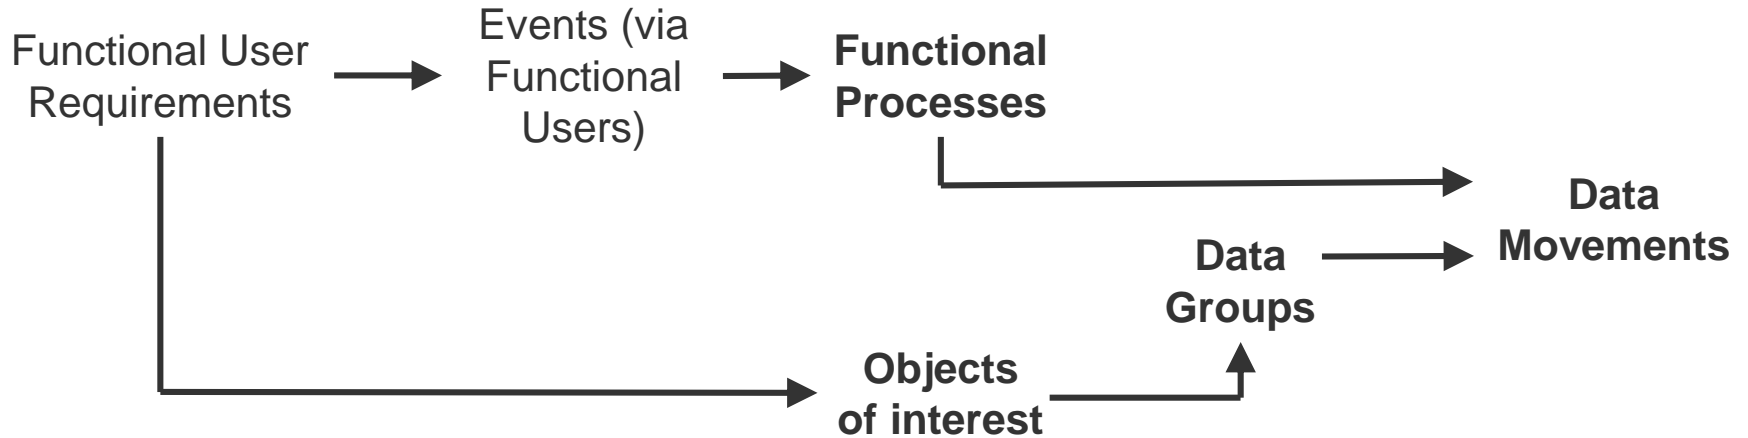 Functional User
Requirements
Events (via
Functional
Users)
Functional
Processes
Data
Movements
Data
Groups
Objects
of interest